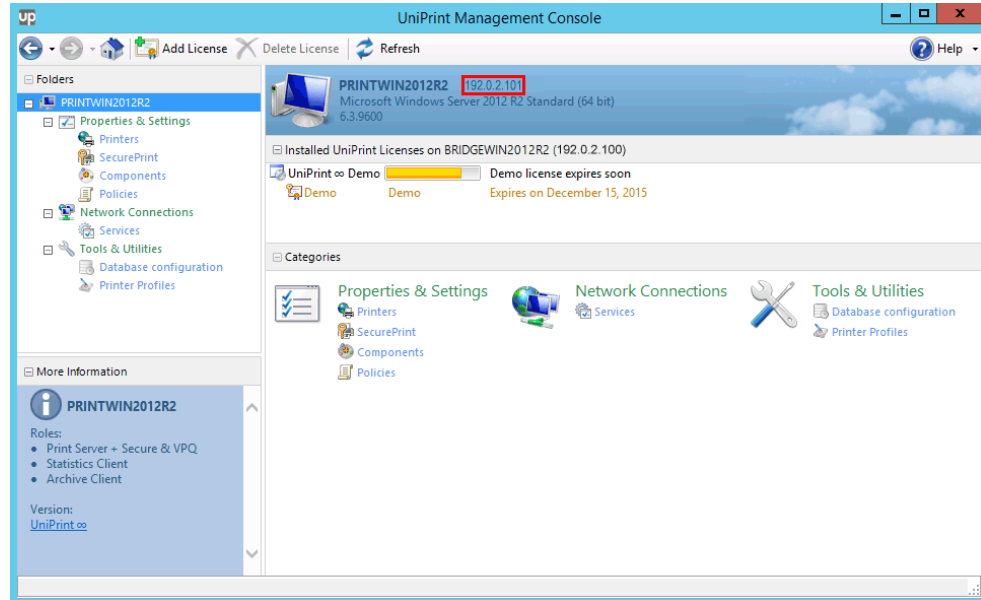 UP UniPrint Management Console
Add License Delete License Refresh Help
Folders
PRINTWIN2012R2
Properties & Settings
Printers
SecurePrint
Components
Policies
Network Connections
Services
Tools & Utilities
Database configuration
Printer Profiles
More Information
PRINTWIN2012R2
Roles:
• Print Server + Secure & VPQ
• Statistics Client
• Archive Client
Version:
UniPrint ∞
PRINTWIN2012R2 192.0.2.101
Microsoft Windows Server 2012 R2 Standard (64 bit)
6.3.9600
Installed UniPrint Licenses on BRIDGEWIN2012R2 (192.0.2.100)
UniPrint ∞ Demo Demo license expires soon
Demo Demo Expires on December 15, 2015
Categories
Properties & Settings
Printers
SecurePrint
Components
Policies
Network Connections
Services
Tools & Utilities
Database configuration
Printer Profiles